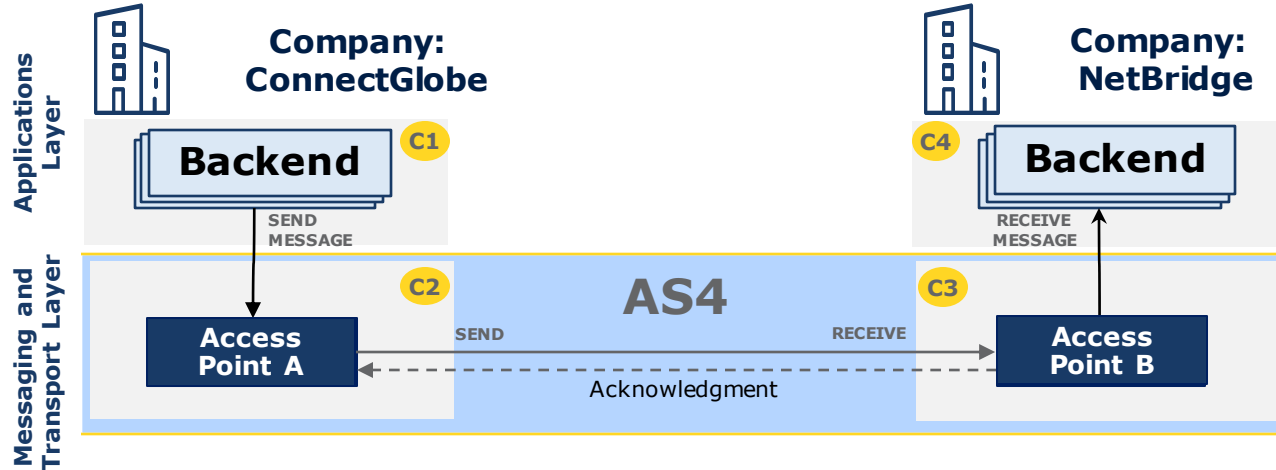 Applications
Layer
Company:
ConnectGlobe
Company:
NetBridge
C1
Backend
C4
Backend
SEND
MESSAGE
RECEIVE
MESSAGE
Messaging and
Transport Layer
C2
AS4
C3
Access
Point A
SEND
RECEIVE
Access
Point B
Acknowledgment